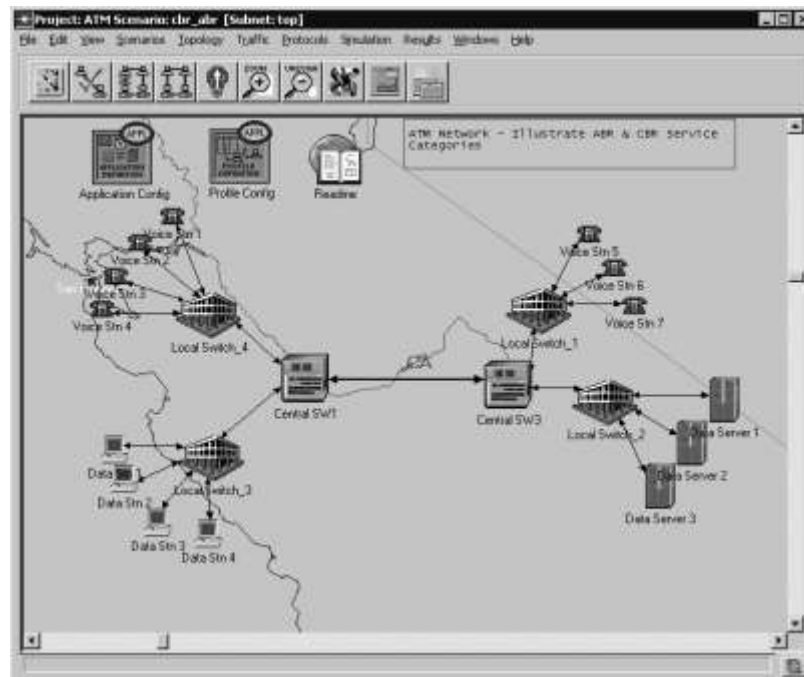 Project: ATM Scenario: cbr_abr [Subnet: top]
File Edit View Scenarios Topology Traffic Protocols Simulation Results Windows Help
ATM Network - Illustrate ABR & CBR Service
Categories
APPL
APPL
Application Config
Profile Config
Readme
Voice Stn 1
Voice Stn 2
Voice Stn 3
Voice Stn 4
Local Switch_4
Voice Stn 5
Voice Stn 6
Voice Stn 7
Local Switch_1
CA
Central SW1
Central SW3
Local Switch_2
Data Server 1
Data Server 2
Data Server 3
Local Switch_3
Data Stn 2
Data Stn 3
Data Stn 4